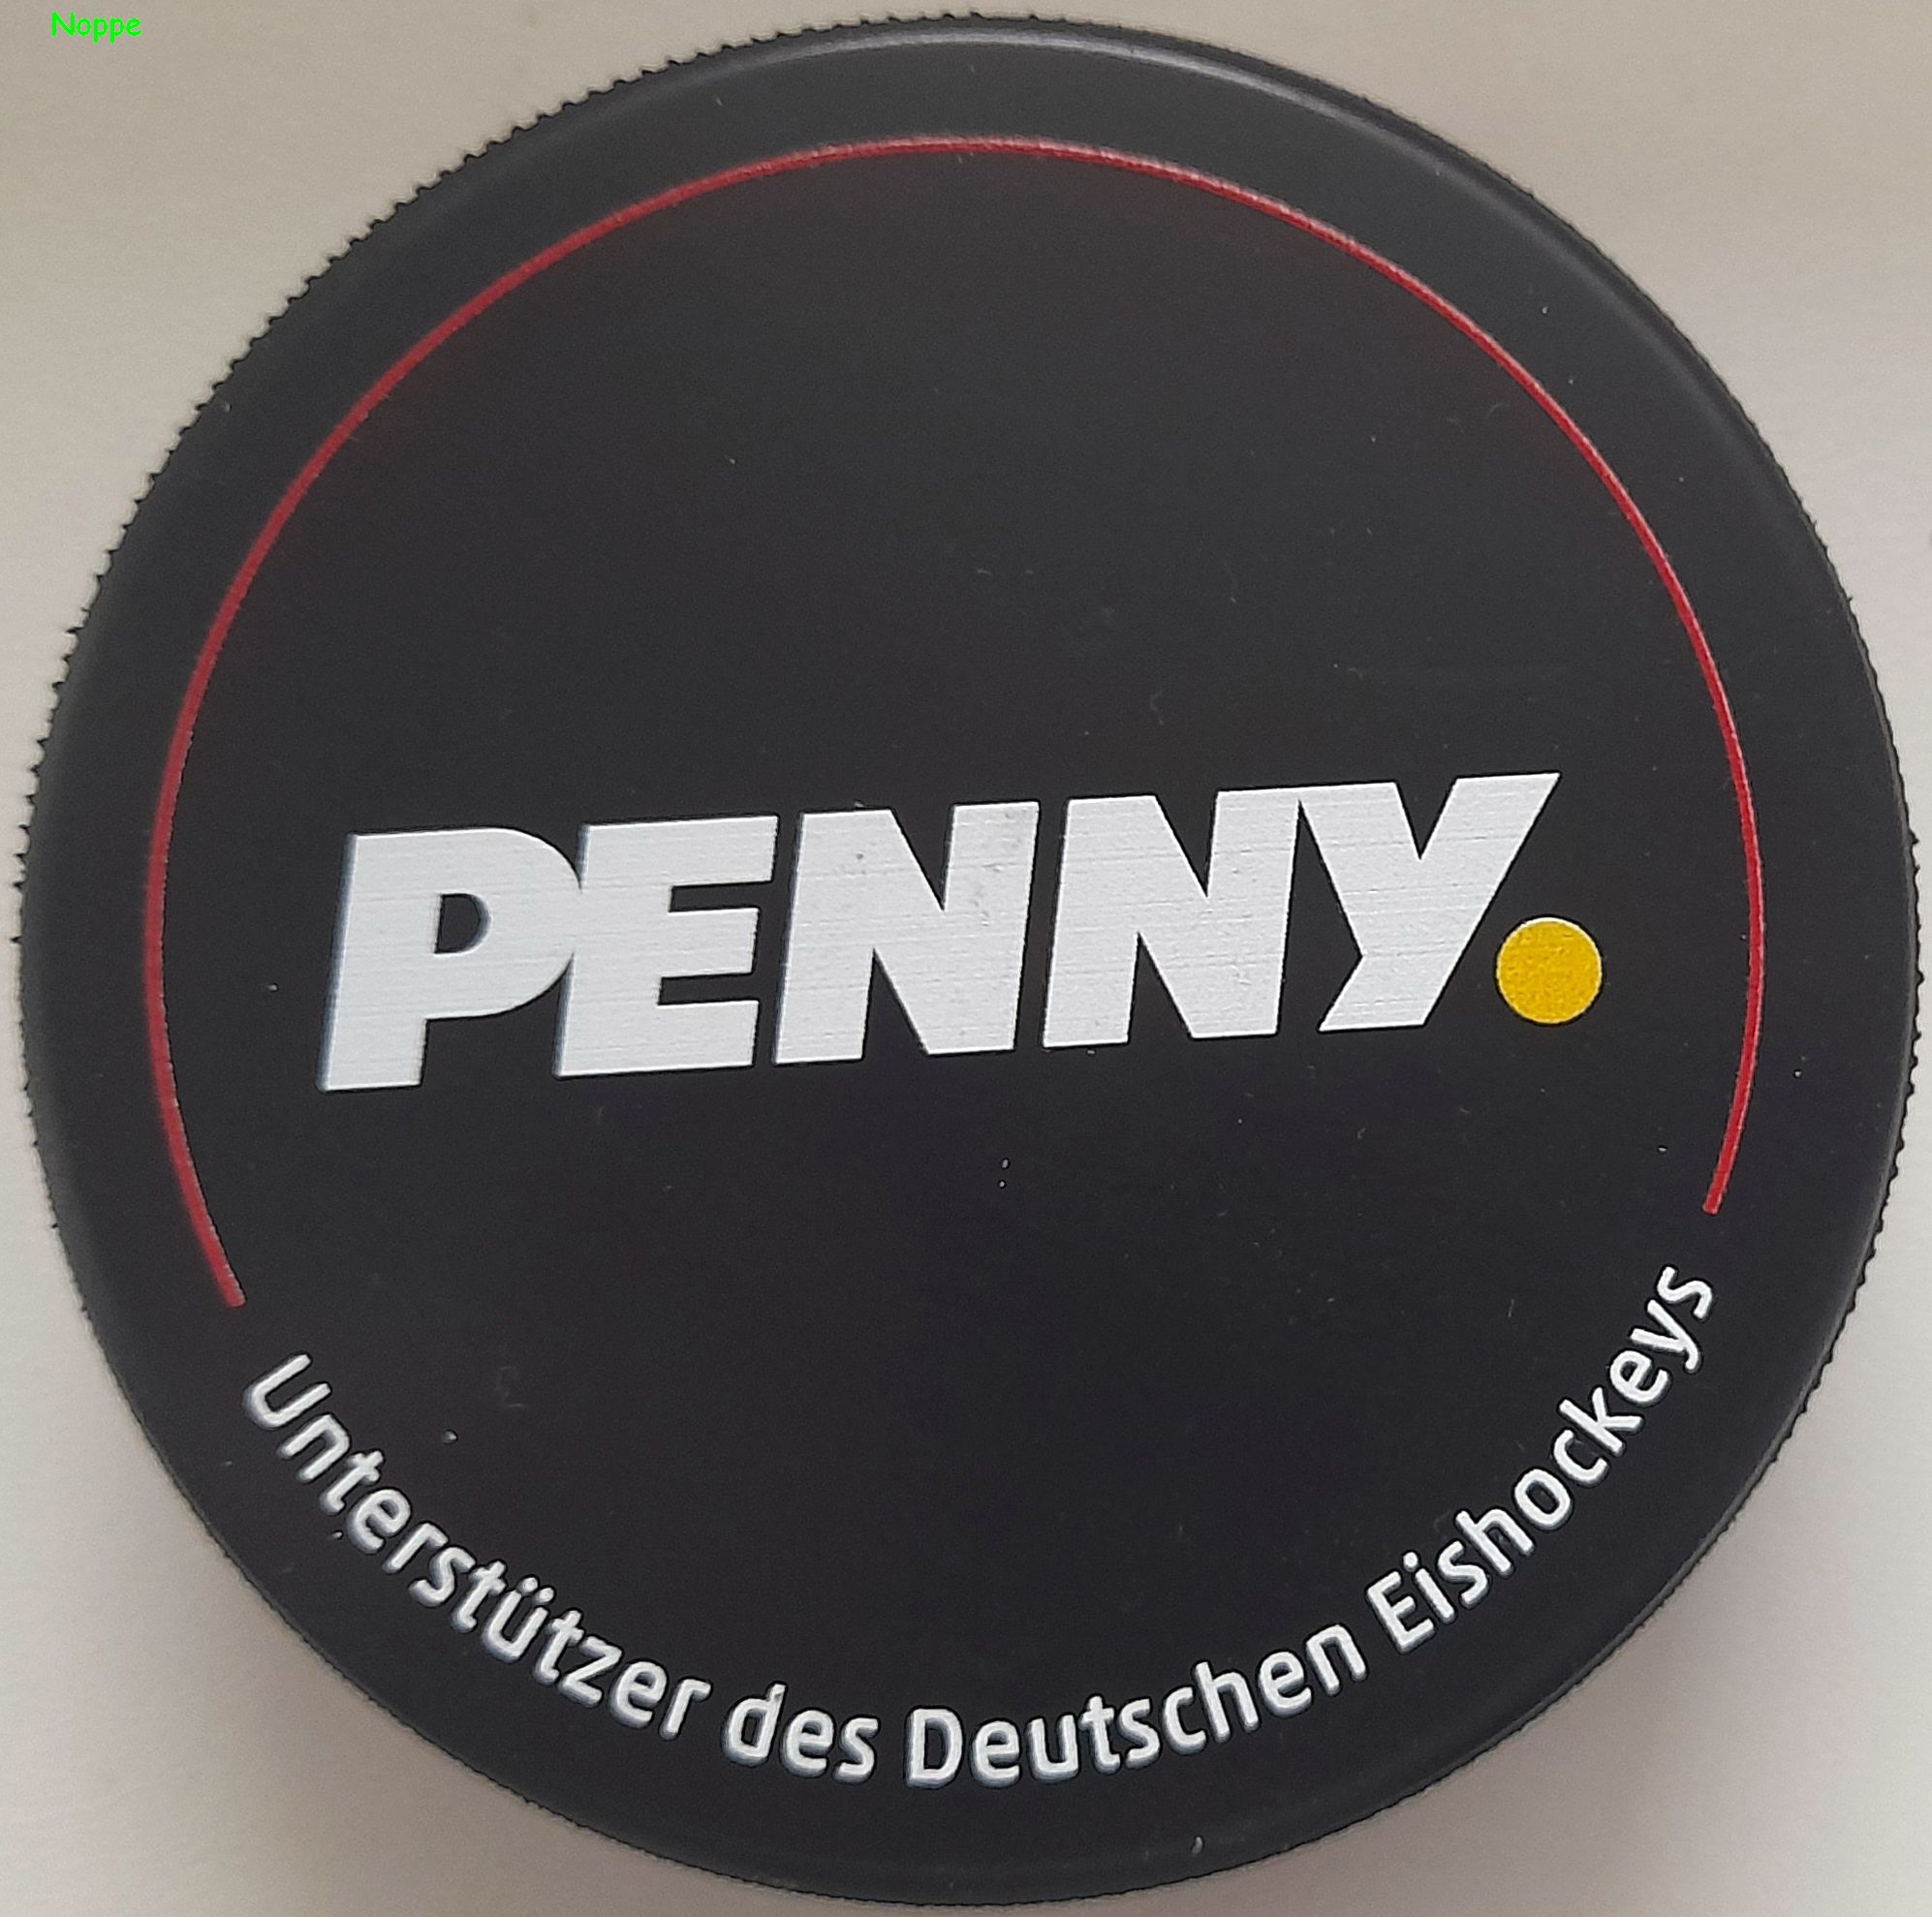 Noppe
PENNY.
Unterstützer des Deutschen Eishockeys